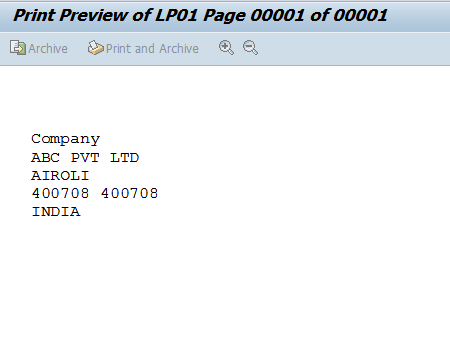 Print Preview of LP01 Page 00001 of 00001
Archive Print and Archive
Company
ABC PVT LTD
AIROLI
400708 400708
INDIA